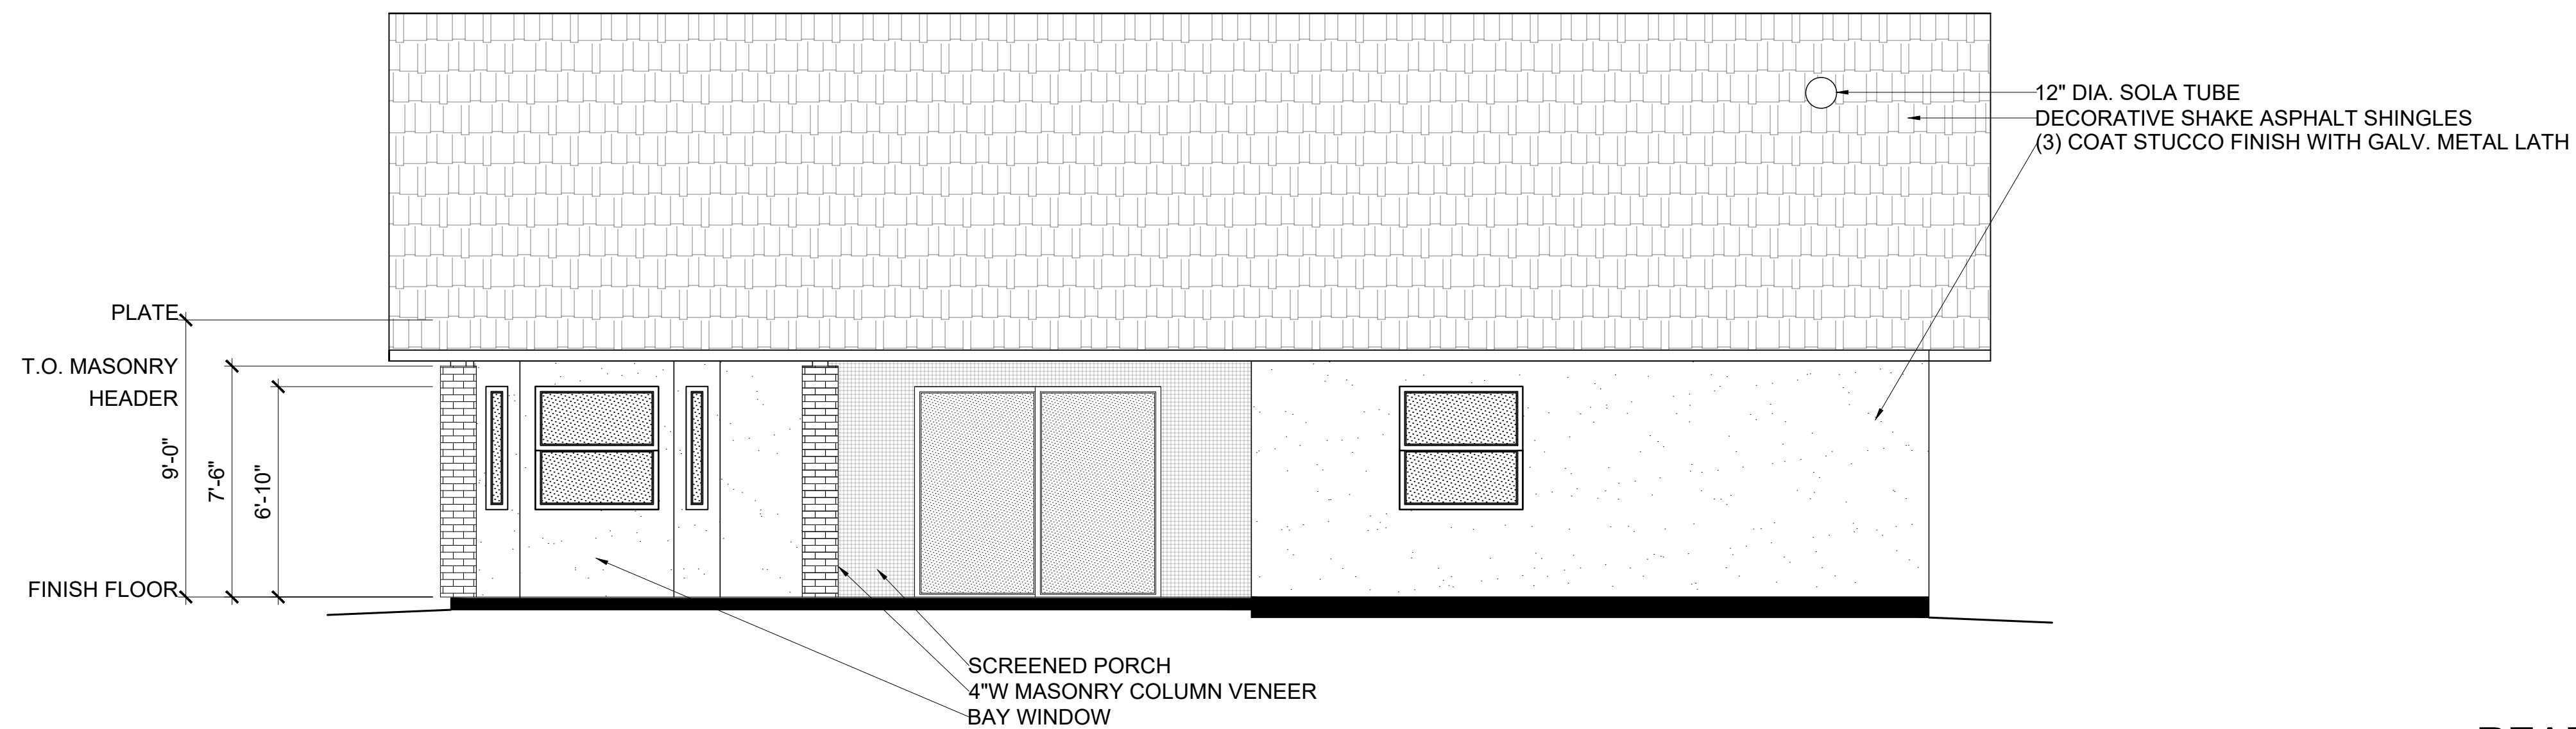 12" DIA. SOLA TUBE
DECORATIVE SHAKE ASPHALT SHINGLES
(3) COAT STUCCO FINISH WITH GALV. METAL LATH
PLATE
T.O. MASONRY
HEADER
9'-0"
7'-6"
6'-10"
FINISH FLOOR
SCREENED PORCH
4"W MASONRY COLUMN VENEER
BAY WINDOW